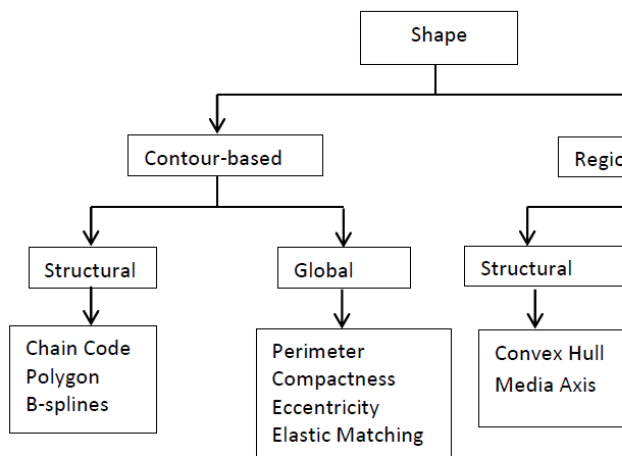 Shape
Contour-based
Regio
Structural
Global
Structural
Chain Code
Polygon
B-splines
Perimeter
Compactness
Eccentricity
Elastic Matching
Convex Hull
Media Axis